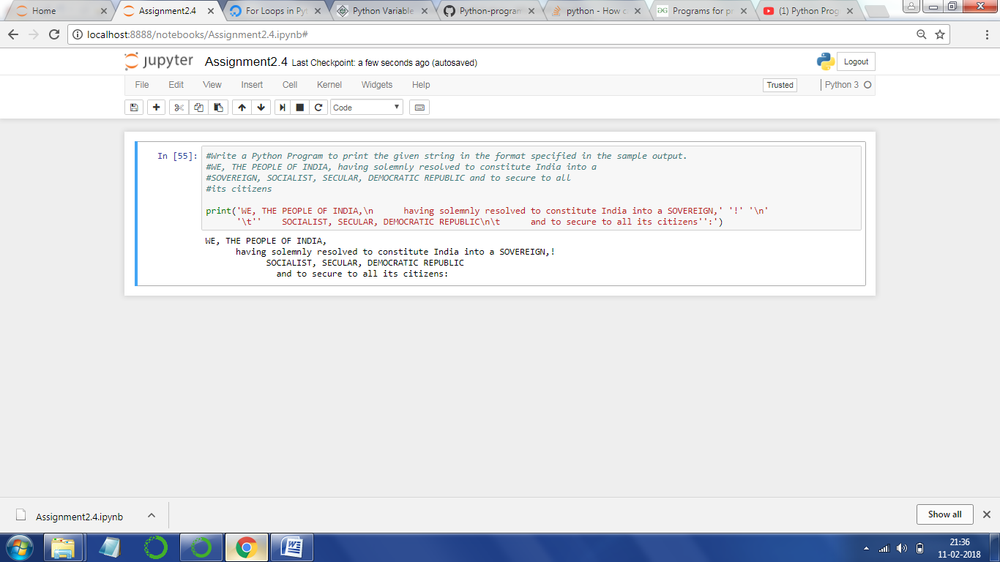 Home
Assignment2.4
For Loops in Py
Python Variable
Python-program
python - How c
Programs for pr
(1) Python Prog
localhost:8888/notebooks/Assignment2.4.ipynb#
jupyter Assignment2.4 Last Checkpoint: a few seconds ago (autosaved)
Logout
File Edit View Insert Cell Kernel Widgets Help
Trusted
Python 3
Code
In [55]:
#Write a Python Program to print the given string in the format specified in the sample output.
#WE, THE PEOPLE OF INDIA, having solemnly resolved to constitute India into a
#SOVEREIGN, SOCIALIST, SECULAR, DEMOCRATIC REPUBLIC and to secure to all
#its citizens
print('WE, THE PEOPLE OF INDIA,\n      having solemnly resolved to constitute India into a SOVEREIGN,' '!' '\n'
      '\t''    SOCIALIST, SECULAR, DEMOCRATIC REPUBLIC\n\t      and to secure to all its citizens'':')
WE, THE PEOPLE OF INDIA,
      having solemnly resolved to constitute India into a SOVEREIGN,!
            SOCIALIST, SECULAR, DEMOCRATIC REPUBLIC
              and to secure to all its citizens:
Assignment2.4.ipynb
Show all
21:36
11-02-2018